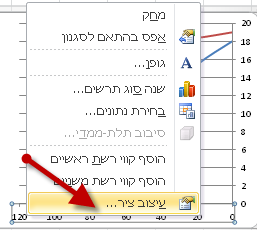 מחק
אפס בהתאם לסגנון
גופן...
שנה סוג תרשים...
בחירת נתונים...
סיבוב תלת-ממדי...
הוסף קווי רשת ראשיים
הוסף קווי רשת משניים
עיצוב ציר...
20
18
16
14
12
10
8
6
4
2
0
120
100
80
60
40
20
0